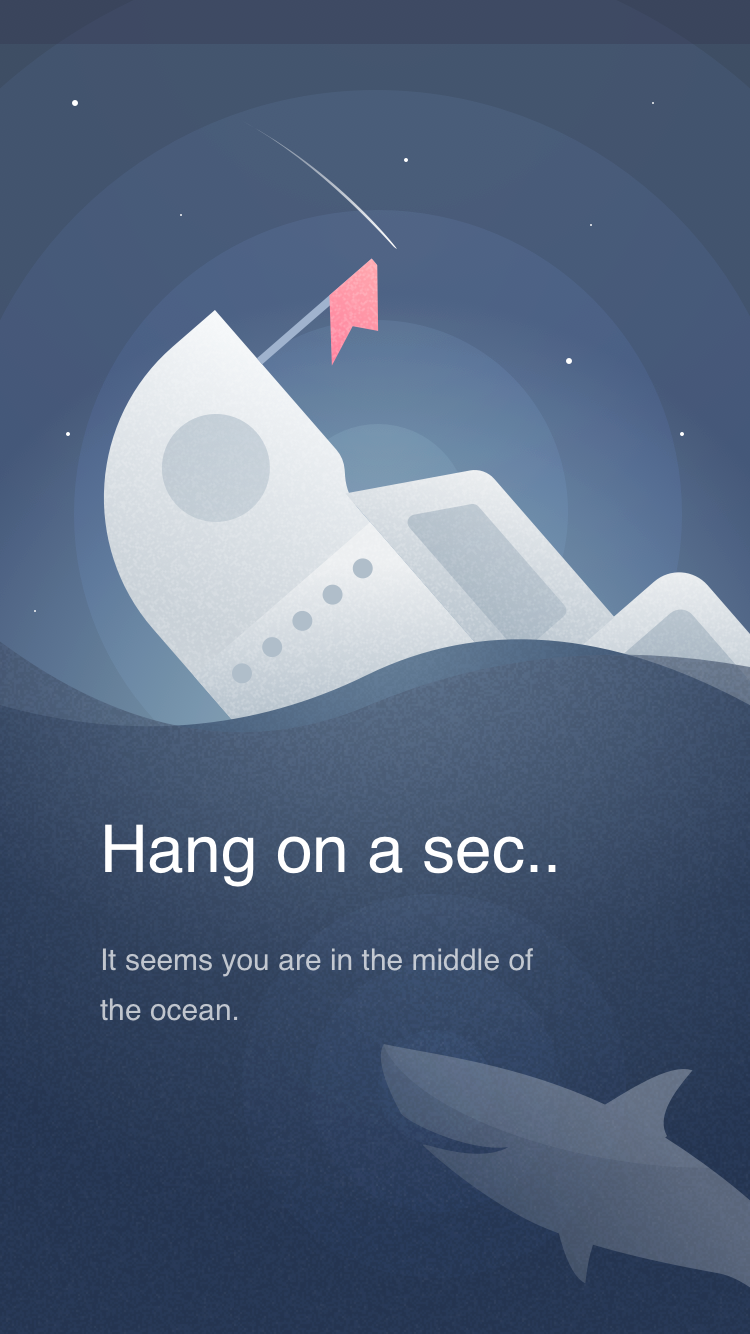 Hang on a sec..
It seems you are in the middle of
the ocean.